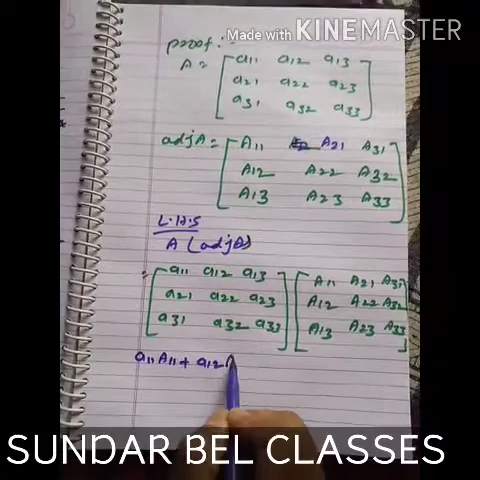 Made with KINEMASTER
proof :-
A = [ a11 a12 a13
a21 a22 a23
a31 a32 a33 ]
adjA = [ A11 A21 A31
A12 A22 A32
A13 A23 A33 ]
L.H.S
A (adjA)
= [ a11 a12 a13 ] [ A11 A21 A31
a21 a22 a23 A12 A22 A32
a31 a32 a33 ] A13 A23 A33 ]
a11 A11 + a12 A
SUNDAR BEL CLASSES